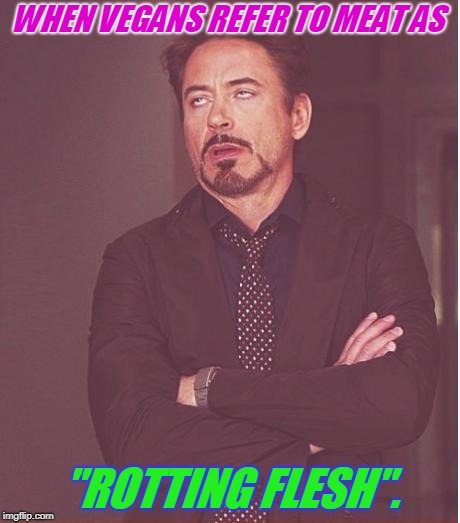 WHEN VEGANS REFER TO MEAT AS
"ROTTING FLESH".
imgflip.com